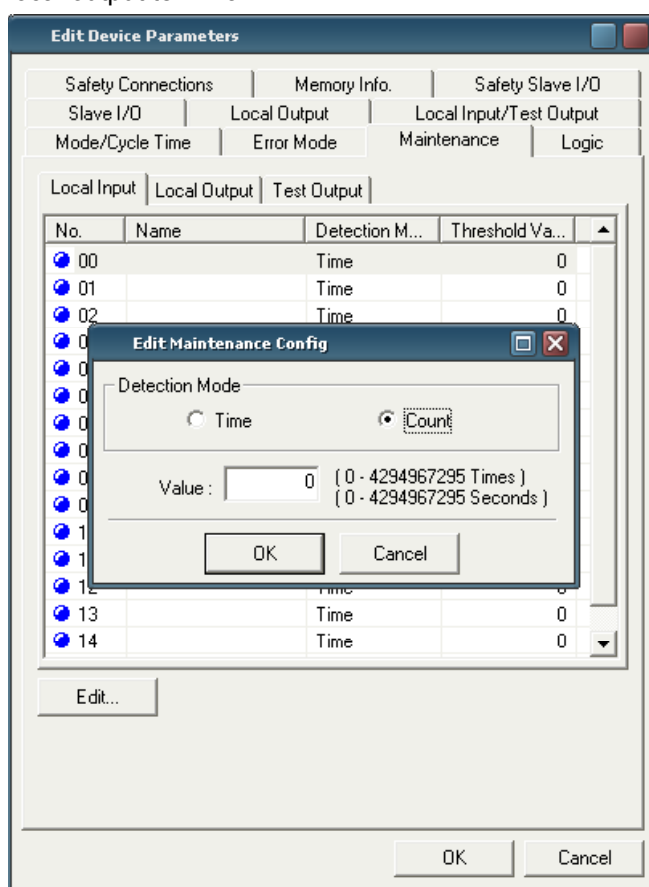 Edit Device Parameters
Safety Connections Memory Info. Safety Slave I/O
Slave I/O Local Output Local Input/Test Output
Mode/Cycle Time Error Mode Maintenance Logic
Local Input Local Output Test Output
No. Name Detection M... Threshold Va...
00 Time 0
01 Time 0
02 Time 0
Edit Maintenance Config
Detection Mode
Time Count
Value : 0 ( 0 - 4294967295 Times )
( 0 - 4294967295 Seconds )
OK Cancel
12 Time
13 Time 0
14 Time 0
Edit...
OK Cancel